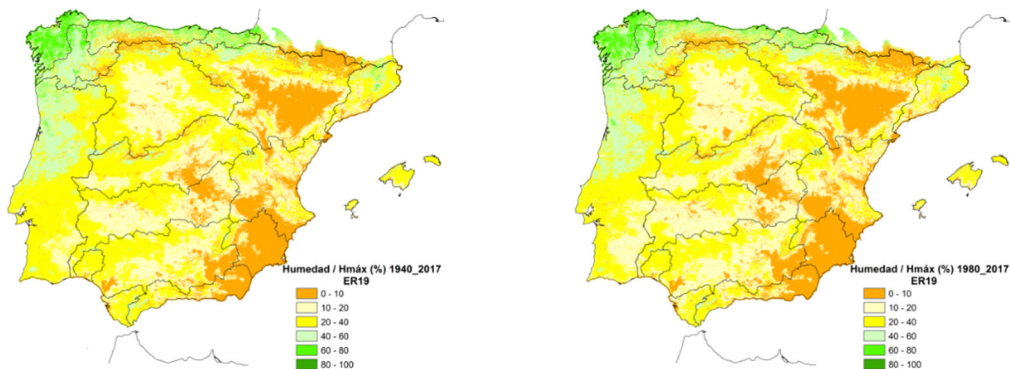 Humedad / Hmáx (%) 1940_2017
ER19
0 - 10
10 - 20
20 - 40
40 - 60
60 - 80
80 - 100
Humedad / Hmáx (%) 1980_2017
ER19
0 - 10
10 - 20
20 - 40
40 - 60
60 - 80
80 - 100